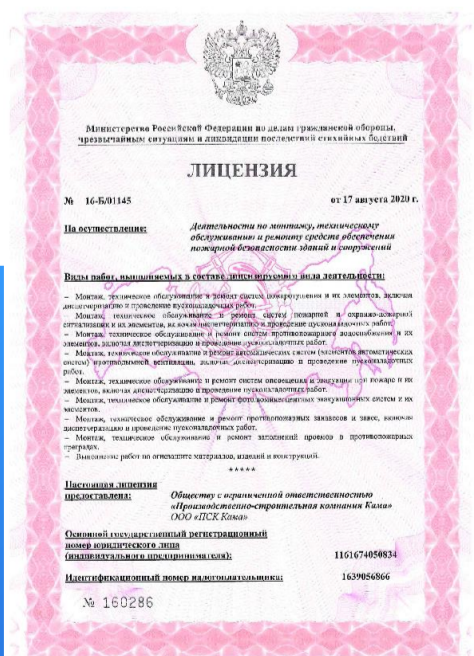 Министерство Российской Федерации по делам гражданской обороны,
чрезвычайным ситуациям и ликвидации последствий стихийных бедствий
ЛИЦЕНЗИЯ
№ 16-Б/01145
от 17 августа 2020 г.
На осуществление:
Деятельности по монтажу, техническому
обслуживанию и ремонту средств обеспечения
пожарной безопасности зданий и сооружений
Виды работ, выполняемых в составе лицензируемого вида деятельности:
– Монтаж, техническое обслуживание и ремонт систем пожаротушения и их элементов, включая
диспетчеризацию и проведение пусконаладочных работ.
– Монтаж, техническое обслуживание и ремонт систем пожарной и охранно-пожарной
сигнализации и их элементов, включая диспетчеризацию и проведение пусконаладочных работ.
– Монтаж, техническое обслуживание и ремонт систем противопожарного водоснабжения и их
элементов, включая диспетчеризацию и проведение пусконаладочных работ.
– Монтаж, техническое обслуживание и ремонт автоматических систем (элементов автоматических
систем) противодымной вентиляции, включая диспетчеризацию и проведение пусконаладочных
работ.
– Монтаж, техническое обслуживание и ремонт систем оповещения и эвакуации при пожаре и их
элементов, включая диспетчеризацию и проведение пусконаладочных работ.
– Монтаж, техническое обслуживание и ремонт фотолюминесцентных эвакуационных систем и их
элементов.
– Монтаж, техническое обслуживание и ремонт противопожарных занавесов и завес, включая
диспетчеризацию и проведение пусконаладочных работ.
– Монтаж, техническое обслуживание и ремонт заполнений проемов в противопожарных
преградах.
– Выполнение работ по огнезащите материалов, изделий и конструкций.
*****
Настоящая лицензия
предоставлена:
Обществу с ограниченной ответственностью
«Производственно-строительная компания Кама»
ООО «ПСК Кама»
Основной государственный регистрационный
номер юридического лица
(индивидуального предпринимателя):
1161674050834
Идентификационный номер налогоплательщика:
1639056866
№ 160286